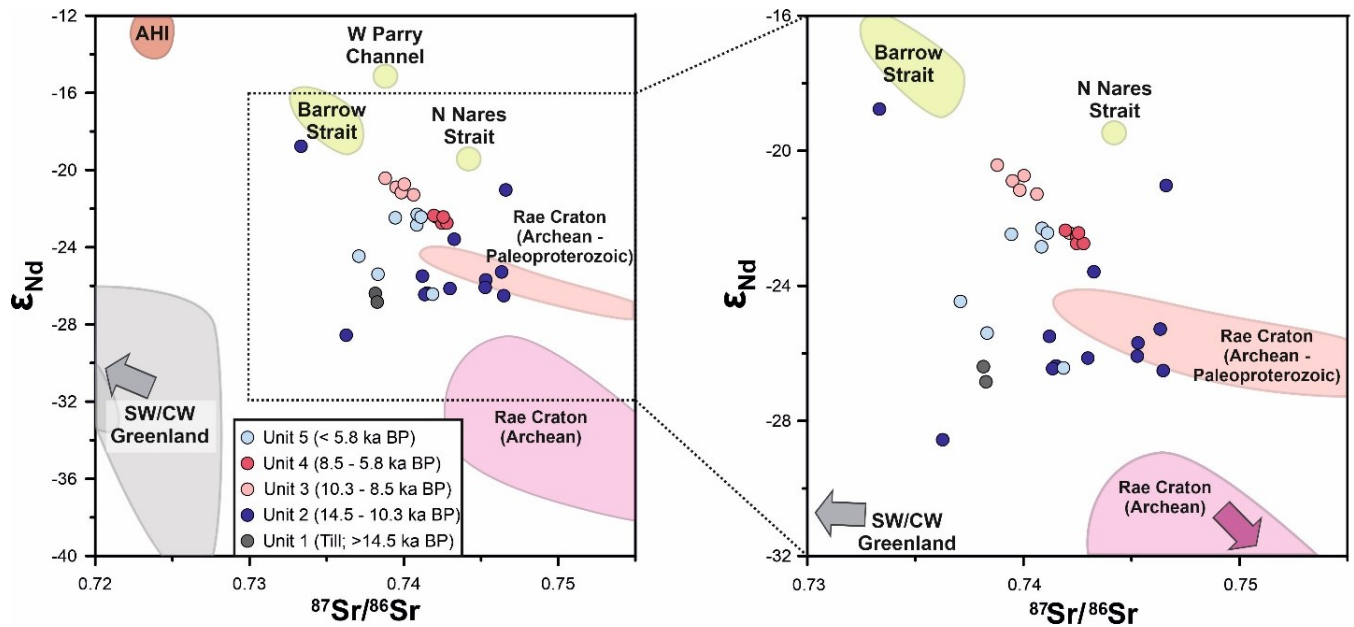 -12
-16
-20
-24
-28
-32
-36
-40
εNd
AHI
W Parry
Channel
Barrow
Strait
N Nares
Strait
Rae Craton
(Archean -
Paleoproterozoic)
SW/CW
Greenland
Rae Craton
(Archean)
Unit 5 (< 5.8 ka BP)
Unit 4 (8.5 - 5.8 ka BP)
Unit 3 (10.3 - 8.5 ka BP)
Unit 2 (14.5 - 10.3 ka BP)
Unit 1 (Till; >14.5 ka BP)
0.72
0.73
0.74
0.75
⁸⁷Sr/⁸⁶Sr
-16
-20
-24
-28
-32
εNd
Barrow
Strait
N Nares
Strait
Rae Craton
(Archean -
Paleoproterozoic)
Rae Craton
(Archean)
SW/CW
Greenland
0.73
0.74
0.75
⁸⁷Sr/⁸⁶Sr